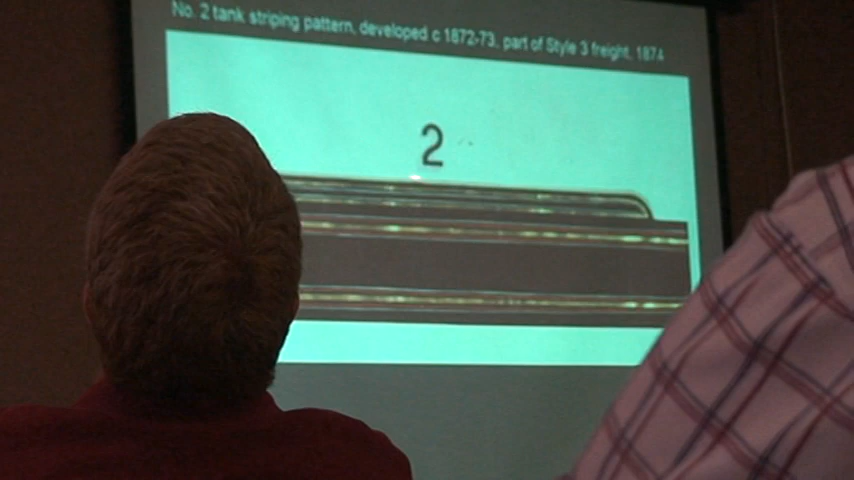 No. 2 tank striping pattern, developed c 1872-73, part of Style 3 freight, 1874
2